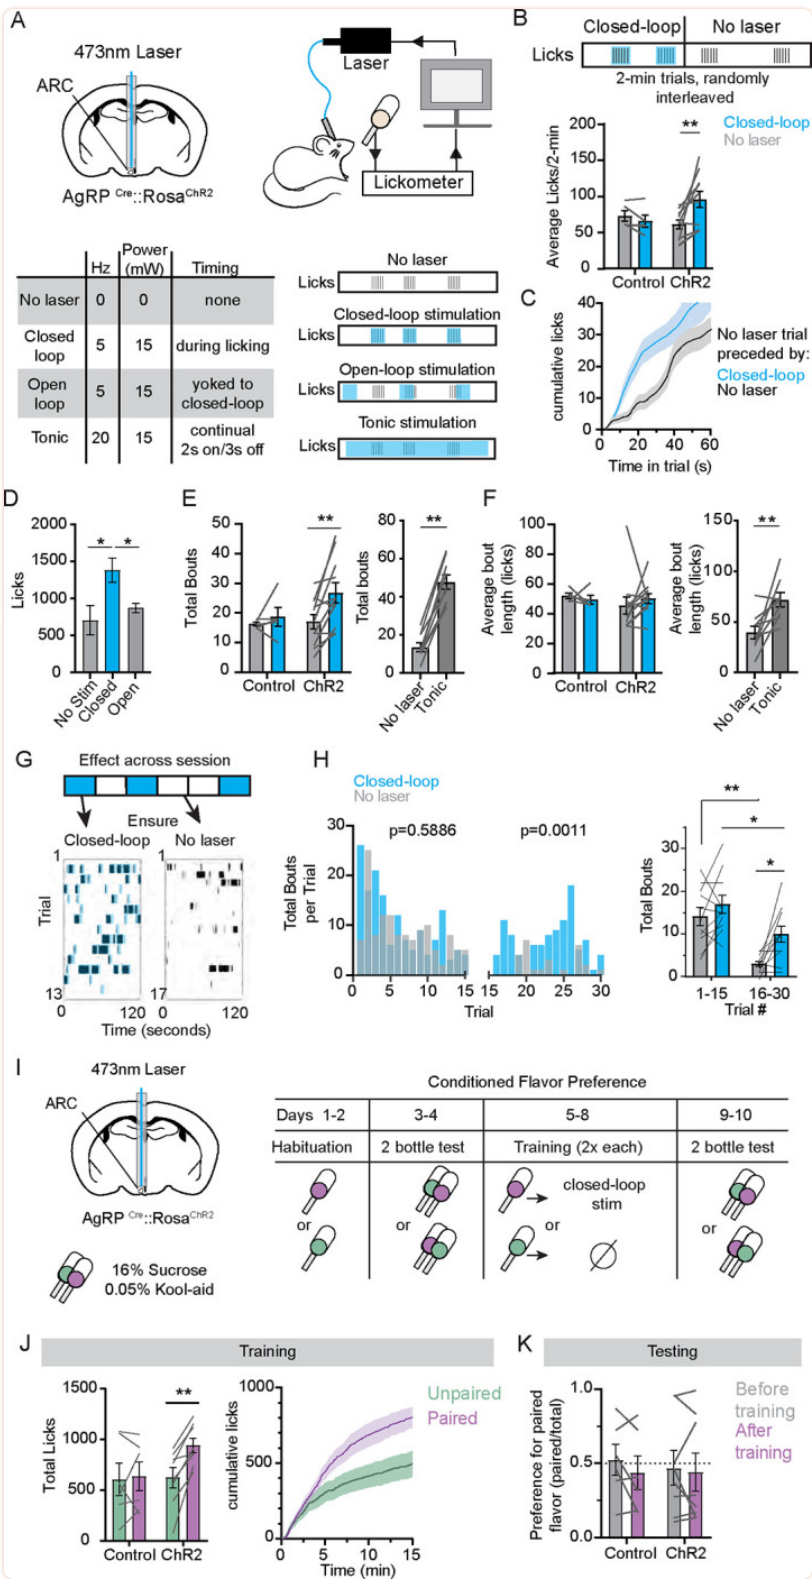 A
473nm Laser
ARC
AgRP Cre::RosaChR2
Laser
Lickometer
Hz
Power (mW)
Timing
No laser 0 0 none
Closed loop 5 15 during licking
Open loop 5 15 yoked to closed-loop
Tonic 20 15 continual 2s on/3s off
No laser
Licks
Closed-loop stimulation
Licks
Open-loop stimulation
Licks
Tonic stimulation
Licks
B
Closed-loop No laser
Licks
2-min trials, randomly
interleaved
Closed-loop
No laser
**
Average Licks/2-min
200
150
100
50
0
Control ChR2
C
cumulative licks
40
30
20
10
0
0 20 40 60
Time in trial (s)
No laser trial
preceded by:
Closed-loop
No laser
D
Licks
2000
1500
1000
500
0
* *
No Stim
Closed
Open
E
Total Bouts
50
40
30
20
10
0
**
Control ChR2
Total bouts
80
60
40
20
0
**
No laser
Tonic
F
Average bout
length (licks)
100
80
60
40
20
0
Control ChR2
Average bout
length (licks)
150
100
50
0
**
No laser
Tonic
G
Effect across session
Ensure
Closed-loop No laser
Trial
1
13
1
17
0 120 0 120
Time (seconds)
H
Closed-loop
No laser
p=0.5886 p=0.0011
Total Bouts
per Trial
30
20
10
0
0 5 10 15 15 20 25 30
Trial
**
*
*
Total Bouts
30
20
10
0
1-15 16-30
Trial #
I
473nm Laser
ARC
AgRP Cre::RosaChR2
16% Sucrose
0.05% Kool-aid
Conditioned Flavor Preference
Days 1-2 3-4 5-8 9-10
Habituation 2 bottle test Training (2x each) 2 bottle test
closed-loop
stim
or or or or
J
Training
Total Licks
1500
1000
500
0
**
Control ChR2
cumulative licks
1000
500
0
5 10 15
Time (min)
Unpaired
Paired
K
Testing
Preference for paired
flavor (paired/total)
1.0
0.5
0.0
Control ChR2
Before
training
After
training